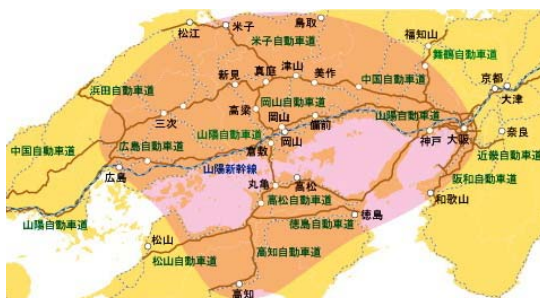 鳥取
松江
米子
福知山
米子自動車道
舞鶴自動車道
津山
真庭
美作
新見
中国自動車道
京都
大津
浜田自動車道
高梁
岡山自動車道
岡山
備前
三次
山陽自動車道
山陽自動車道
岡山
奈良
広島自動車道
倉敷
神戸
大阪
中国自動車道
近畿自動車道
広島
山陽新幹線
阪和自動車道
丸亀
高松
高松自動車道
和歌山
徳島
徳島自動車道
山陽自動車道
松山
高知自動車道
松山自動車道
高知